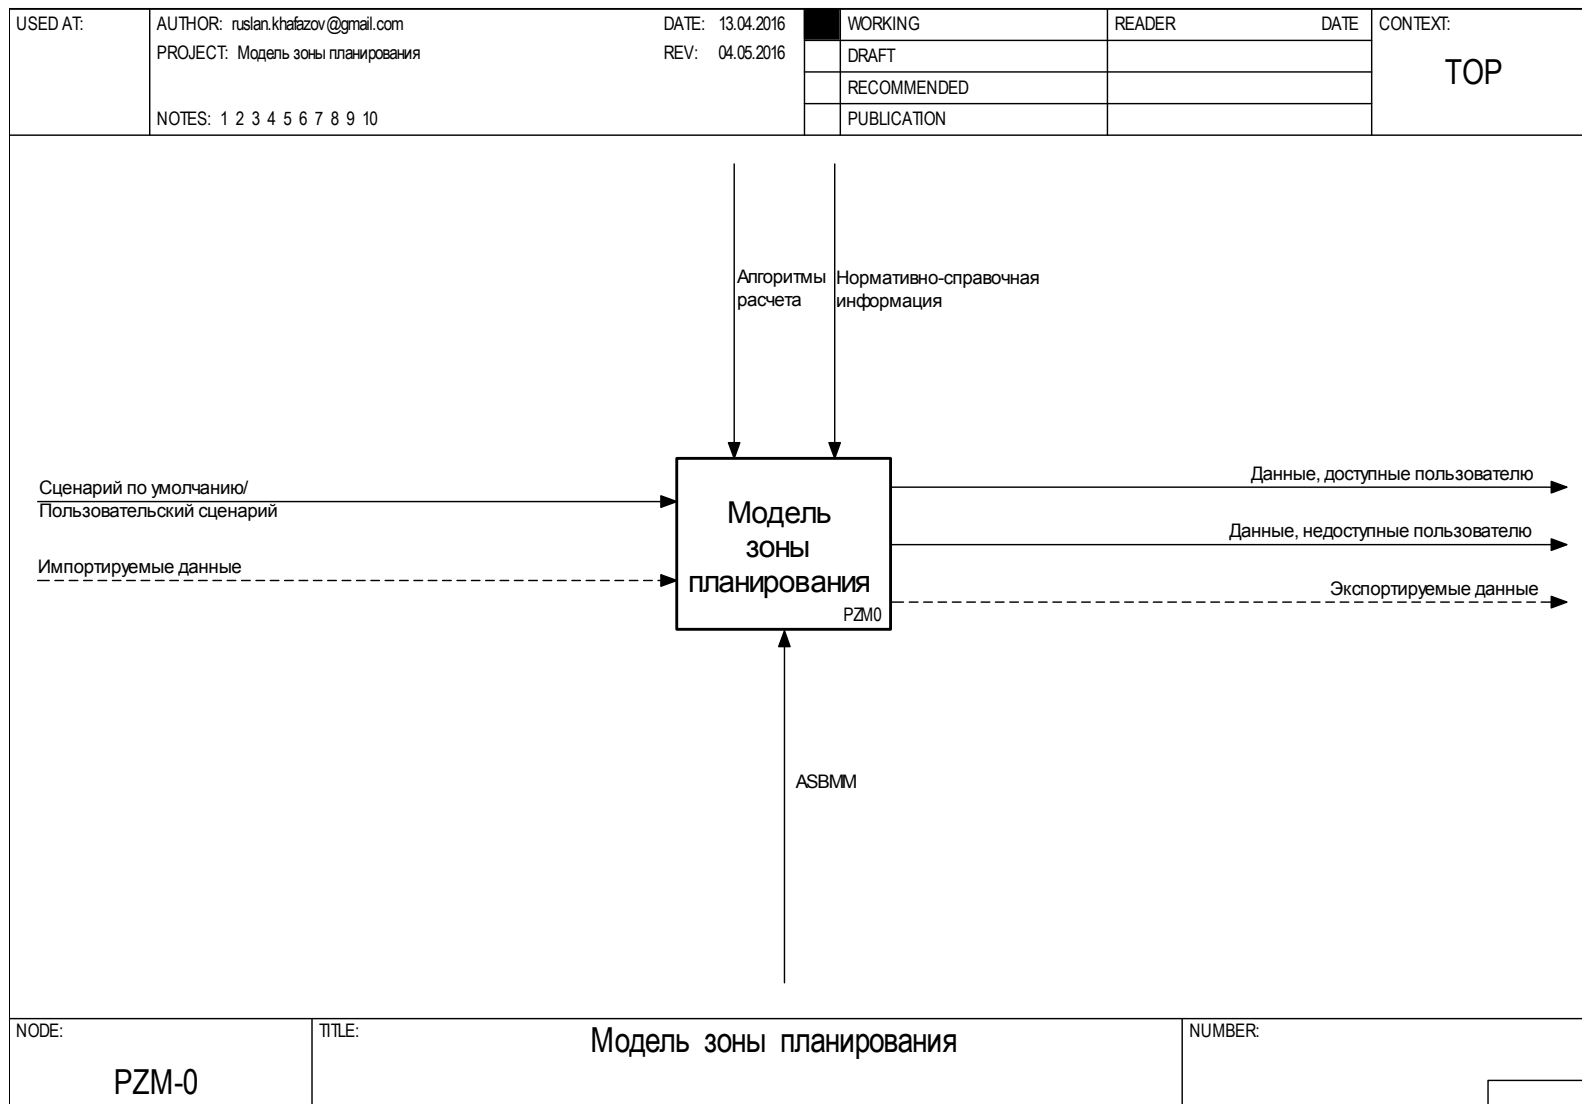 USED AT:
AUTHOR: ruslan.khafazov@gmail.com
DATE: 13.04.2016
PROJECT: Модель зоны планирования
REV: 04.05.2016
NOTES: 1 2 3 4 5 6 7 8 9 10
WORKING
DRAFT
RECOMMENDED
PUBLICATION
READER
DATE
CONTEXT:
TOP
Алгоритмы
расчета
Нормативно-справочная
информация
Сценарий по умолчанию/
Пользовательский сценарий
Импортируемые данные
Модель
зоны
планирования
PZM0
Данные, доступные пользователю
Данные, недоступные пользователю
Экспортируемые данные
ASBMM
NODE:
PZM-0
TITLE:
Модель зоны планирования
NUMBER: